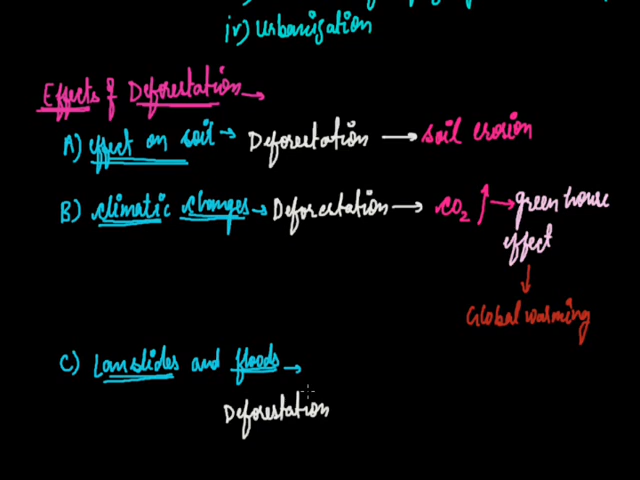 iv) Urbanisation
Effects of Deforestation →
A) effect on soil → Deforestation → soil erosion
B) climatic changes → Deforestation → CO2 ↑ → green house
effect
↓
Global warming
C) Lanslides and floods →
Deforestation